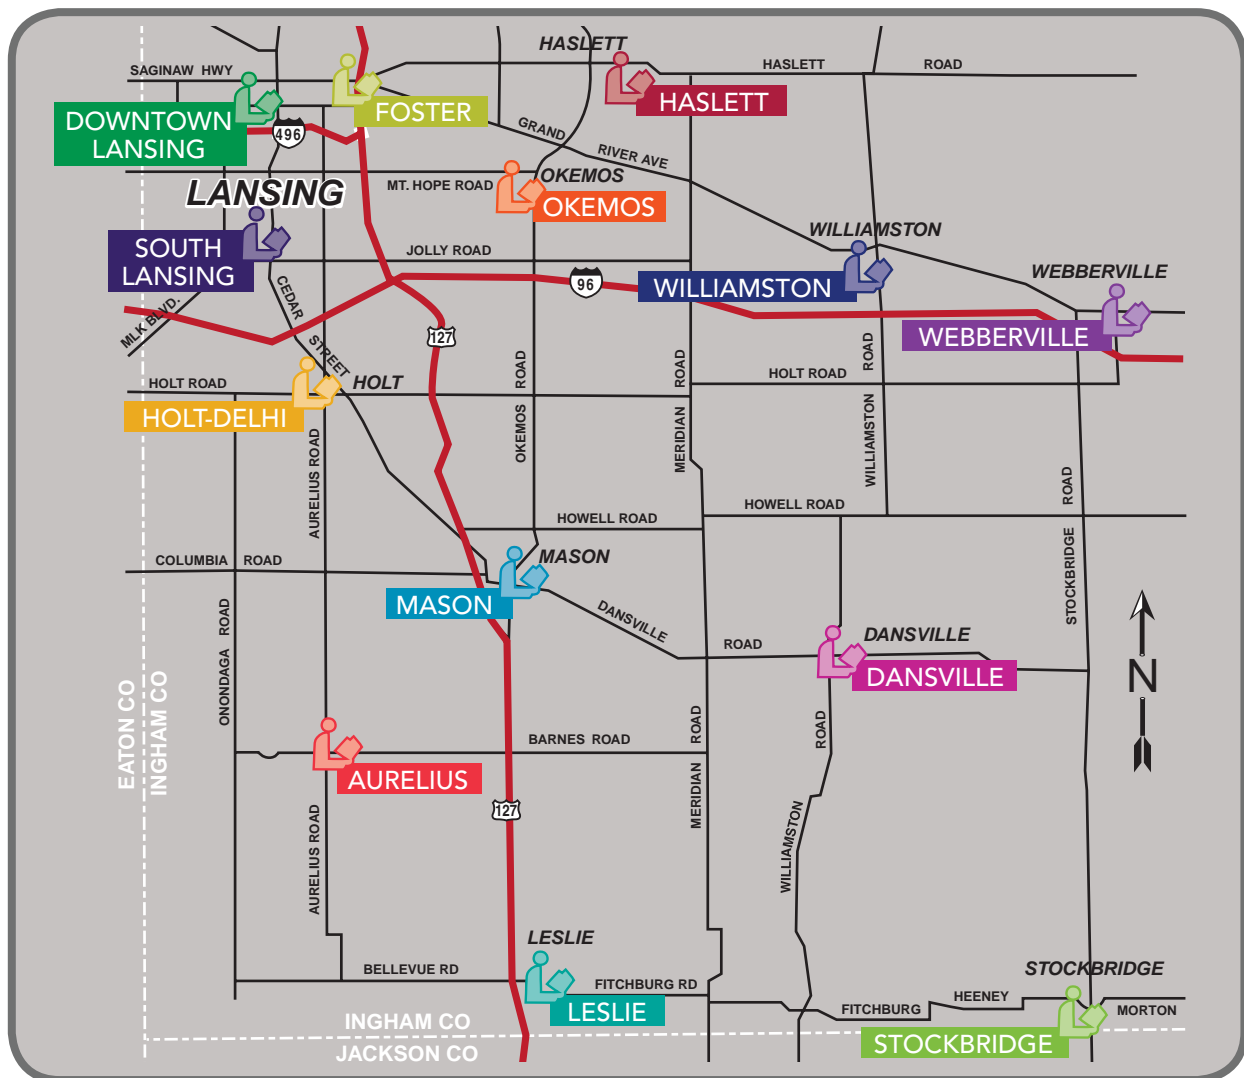 HASLETT
SAGINAW HWY
HASLETT ROAD
HASLETT
FOSTER
DOWNTOWN
LANSING
496
GRAND
RIVER AVE
MT. HOPE ROAD
OKEMOS
OKEMOS
LANSING
WILLIAMSTON
SOUTH
LANSING
JOLLY ROAD
WEBBERVILLE
96
WILLIAMSTON
CEDAR
STREET
MLK BLVD.
127
WEBBERVILLE
HOLT ROAD
HOLT
HOLT ROAD
HOLT-DELHI
OKEMOS ROAD
MERIDIAN ROAD
WILLIAMSTON ROAD
AURELIUS ROAD
HOWELL ROAD
HOWELL ROAD
STOCKBRIDGE ROAD
COLUMBIA ROAD
MASON
MASON
DANSVILLE
ROAD
DANSVILLE
DANSVILLE
N
ONONDAGA ROAD
EATON CO
INGHAM CO
BARNES ROAD
AURELIUS
MERIDIAN ROAD
WILLIAMSTON ROAD
127
AURELIUS ROAD
LESLIE
BELLEVUE RD
FITCHBURG RD
LESLIE
STOCKBRIDGE
HEENEY
FITCHBURG
MORTON
STOCKBRIDGE
INGHAM CO
JACKSON CO